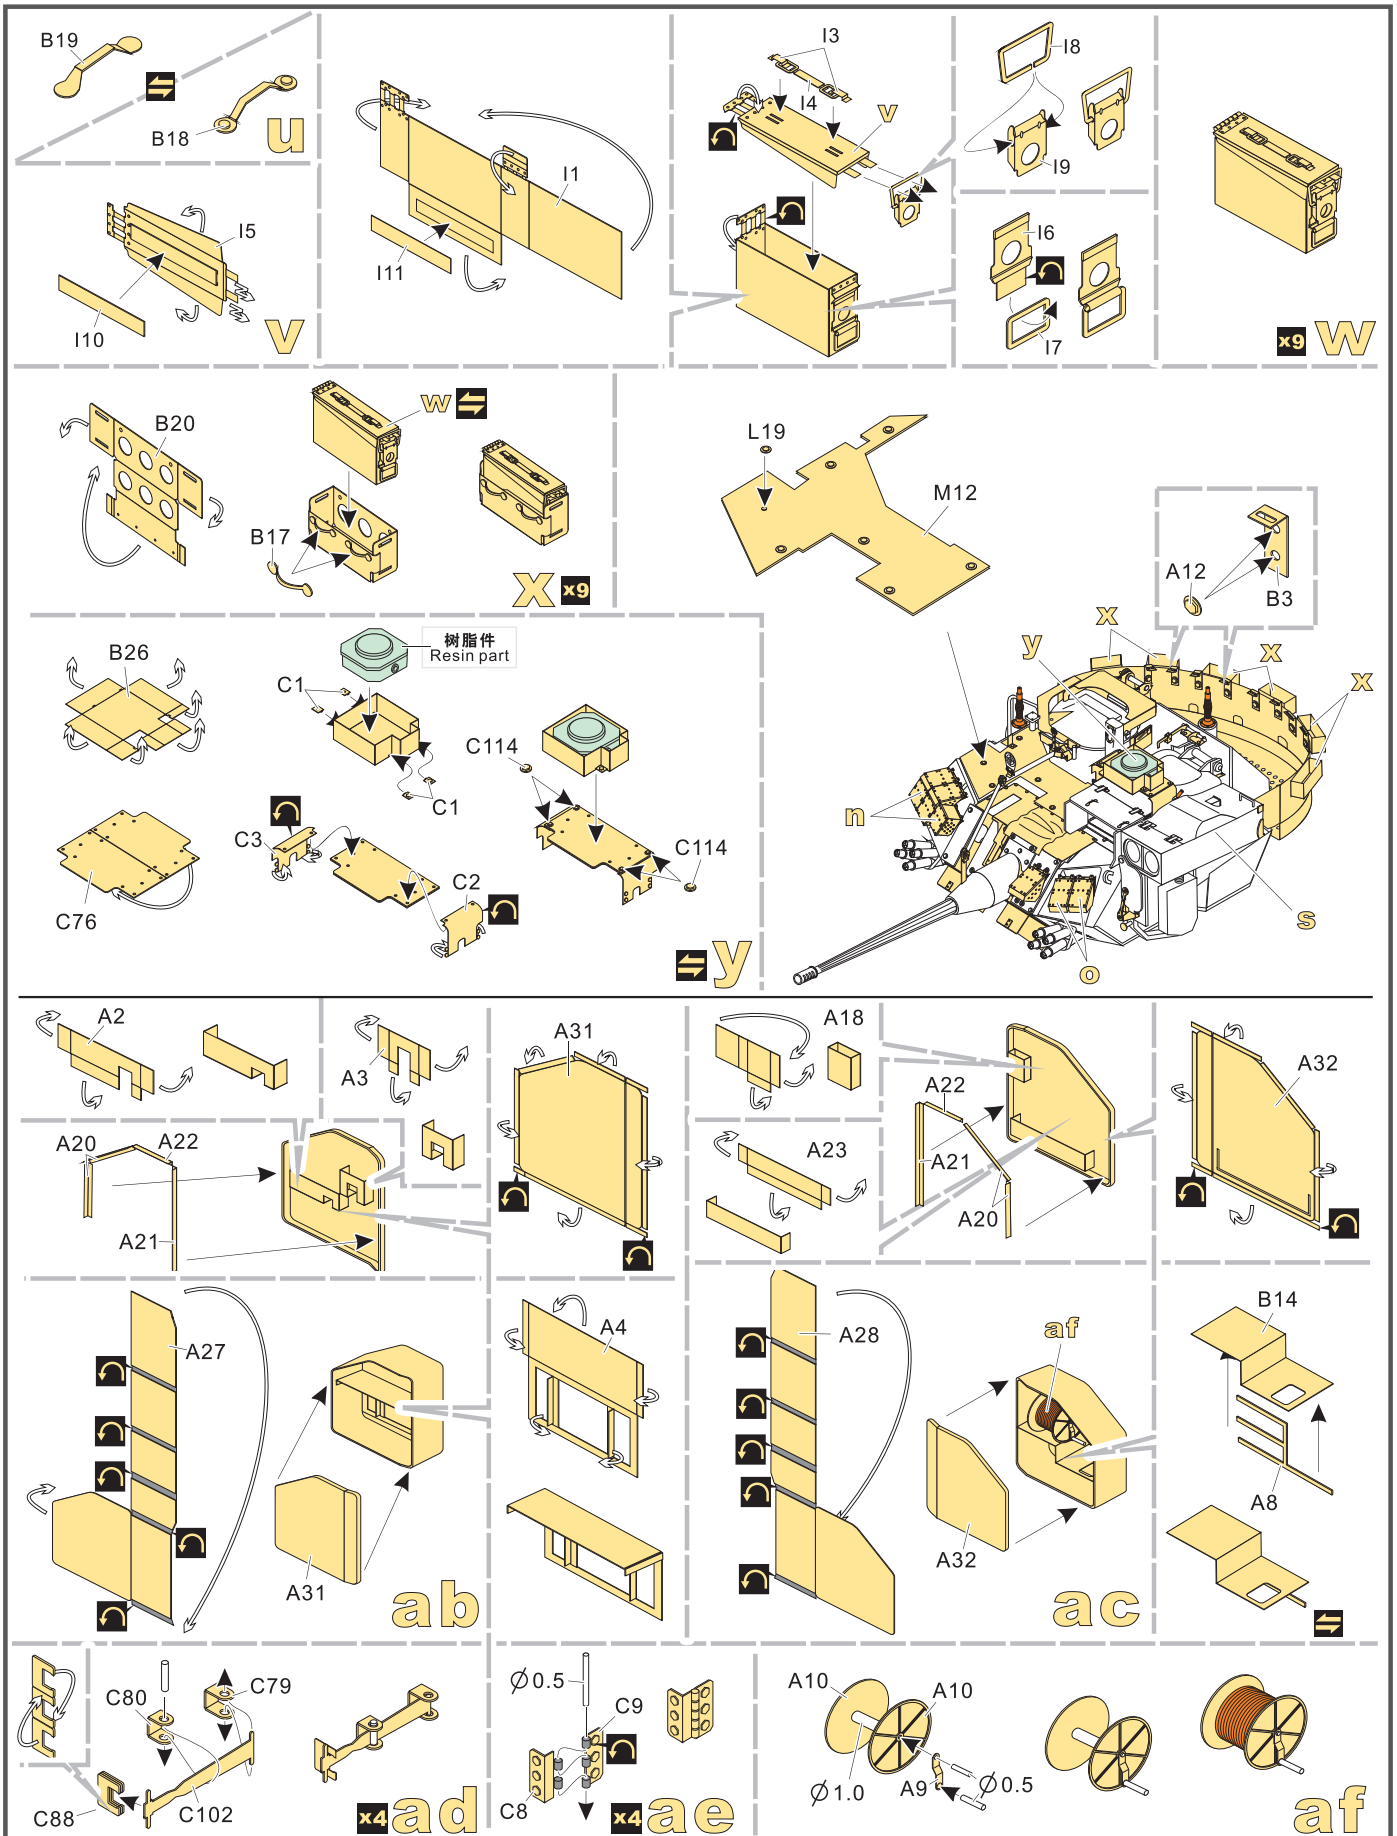 B19
B18
u
I5
I10
v
I1
I11
I3
I4
v
I8
I9
I6
I7
x9 w
B20
w
B17
x x9
L19
M12
A12
B3
x
x
x
y
n
o
s
B26
C76
树脂件
Resin part
C1
C1
C3
C2
C114
C114
y
A2
A3
A20
A22
A21
A31
A18
A23
A22
A21
A20
A32
A27
A31
ab
A4
A28
af
A32
ac
B14
A8
C80
C79
C88
C102
x4 ad
Ø0.5
C9
C8
x4 ae
A10
A10
Ø1.0
A9
Ø0.5
af